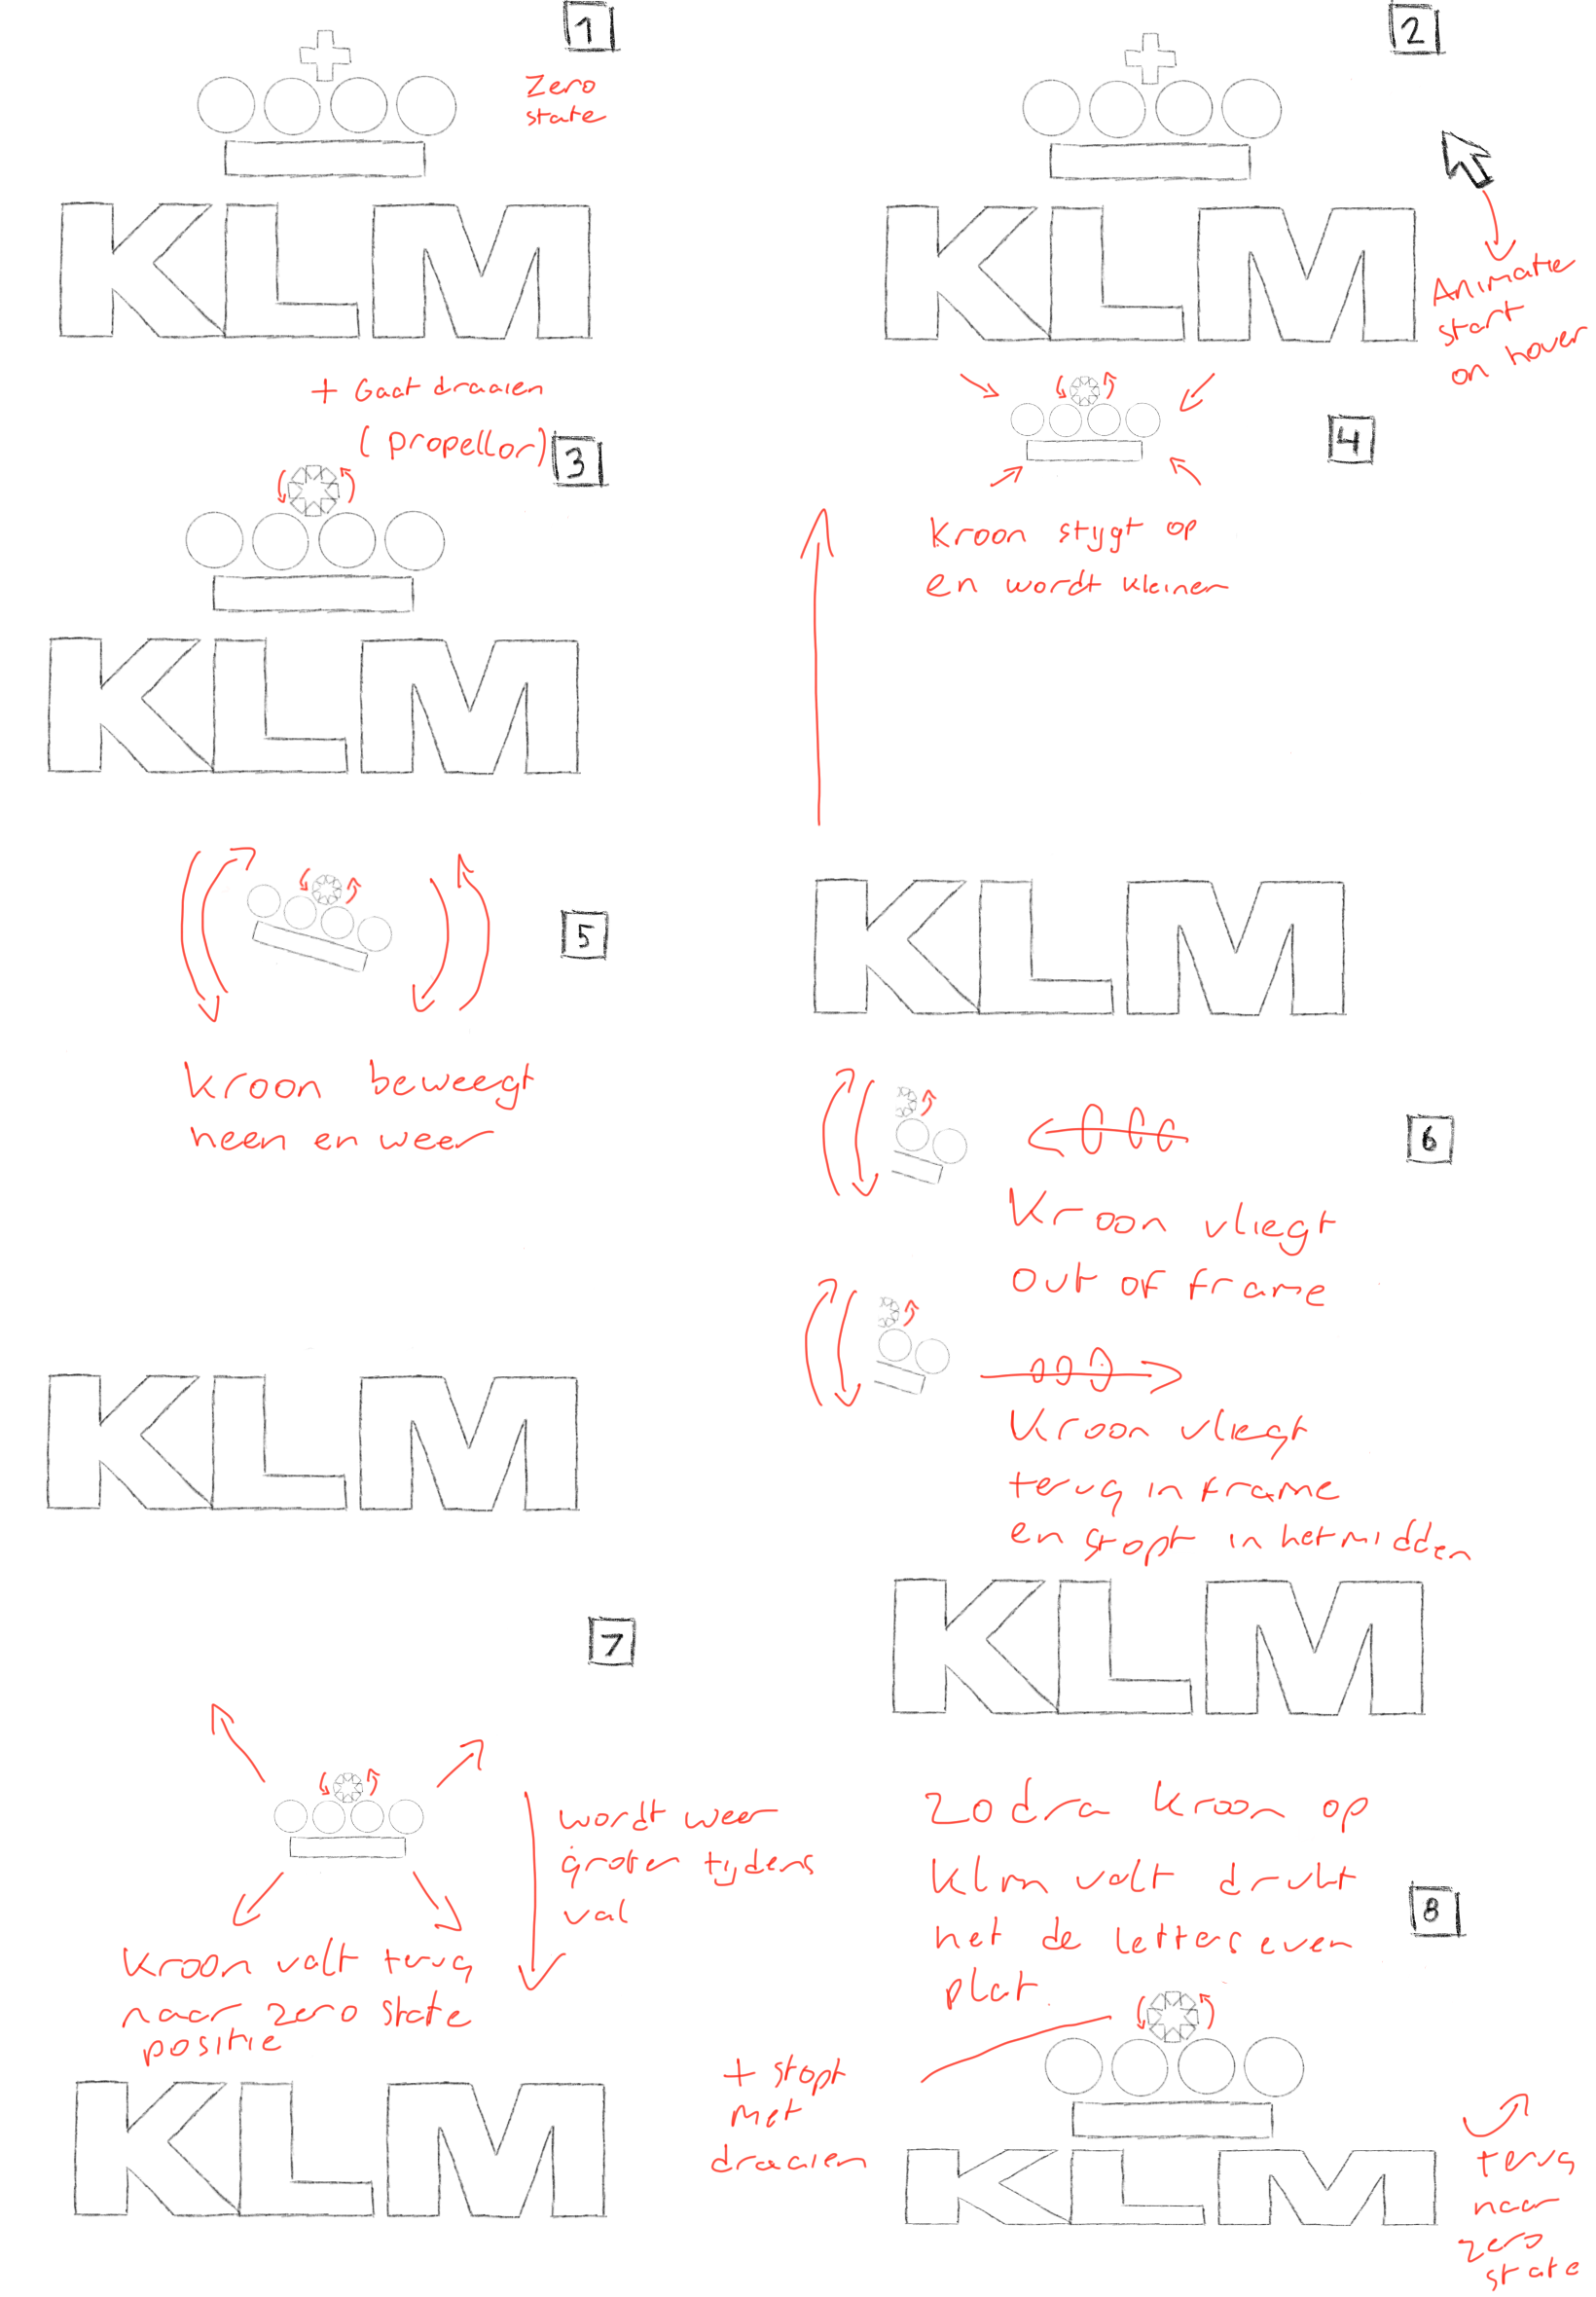 1
Zero
state
KLM
2
KLM
Animatie
start
on hover
+ Gaat draaien
(propellor)
3
KLM
4
Kroon stijgt op
en wordt kleiner
KLM
5
Kroon beweegt
heen en weer
KLM
6
Kroon vliegt
out of frame
Kroon vliegt
terug in frame
en stopt in het midden
KLM
7
wordt weer
groter tijdens
val
Kroon valt terug
naar zero state
positie
KLM
8
zodra kroon op
klm valt drukt
het de letters even
plat.
+ stopt
met
draaien
KLM
terug
naar
zero
state